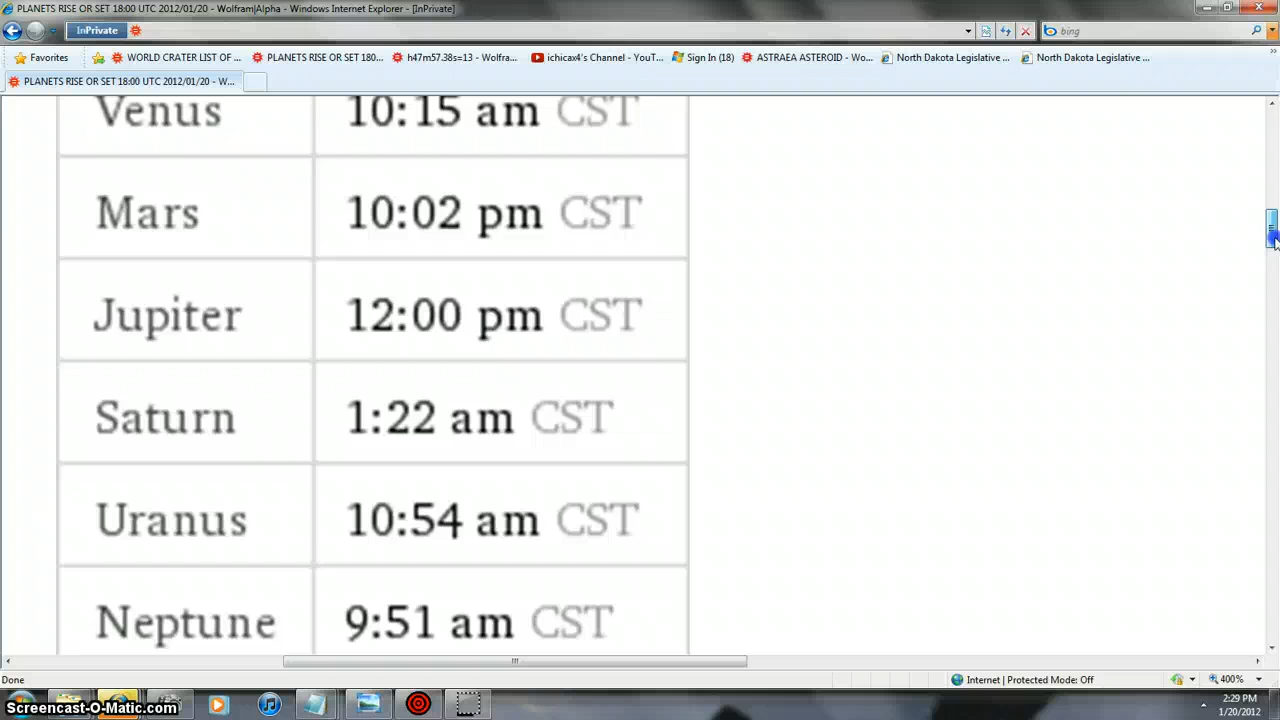 PLANETS RISE OR SET 18:00 UTC 2012/01/20 - Wolfram|Alpha - Windows Internet Explorer - [InPrivate]
InPrivate
bing
Favorites
WORLD CRATER LIST OF ...
PLANETS RISE OR SET 180...
h47m57.38s=13 - Wolfra...
ichicax4's Channel - YouT...
Sign In (18)
ASTRAEA ASTEROID - Wo...
North Dakota Legislative ...
North Dakota Legislative ...
PLANETS RISE OR SET 18:00 UTC 2012/01/20 - W...
Venus 10:15 am CST
Mars 10:02 pm CST
Jupiter 12:00 pm CST
Saturn 1:22 am CST
Uranus 10:54 am CST
Neptune 9:51 am CST
Done
Internet | Protected Mode: Off
400%
Screencast-O-Matic.com
2:29 PM
1/20/2012